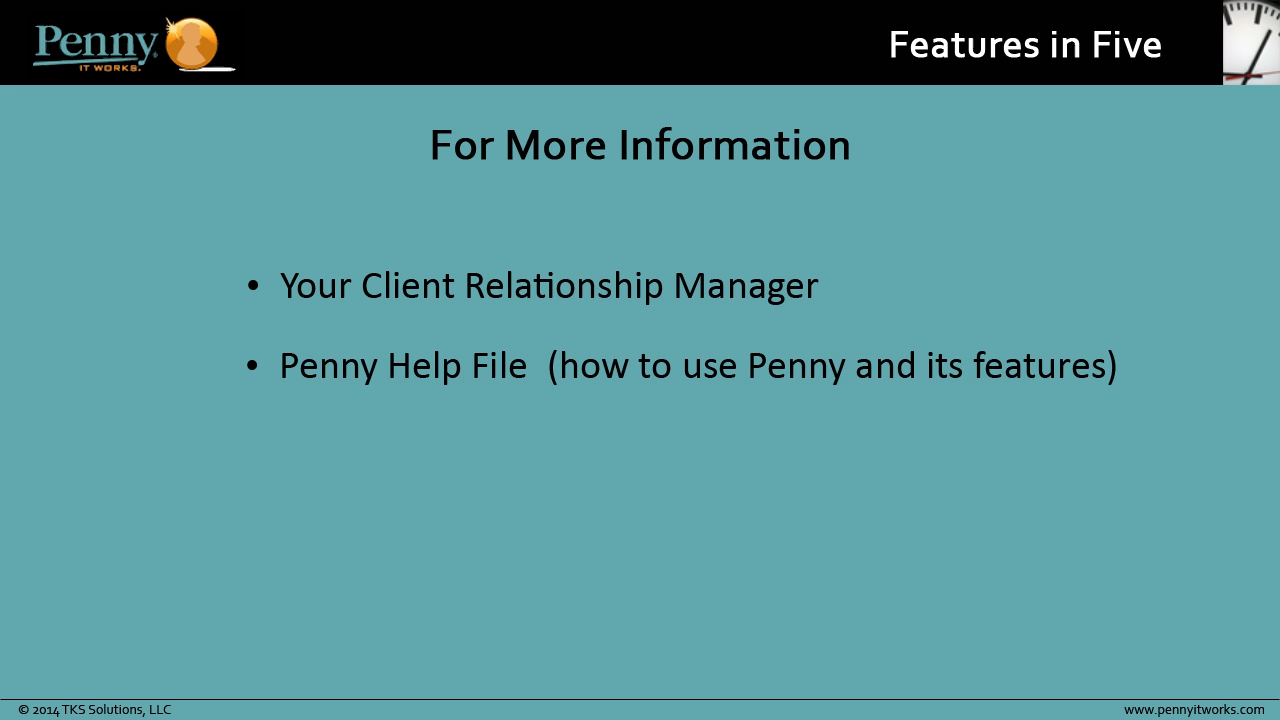 Penny®
IT WORKS.
Features in Five
For More Information
• Your Client Relationship Manager
• Penny Help File  (how to use Penny and its features)
© 2014 TKS Solutions, LLC
www.pennyitworks.com